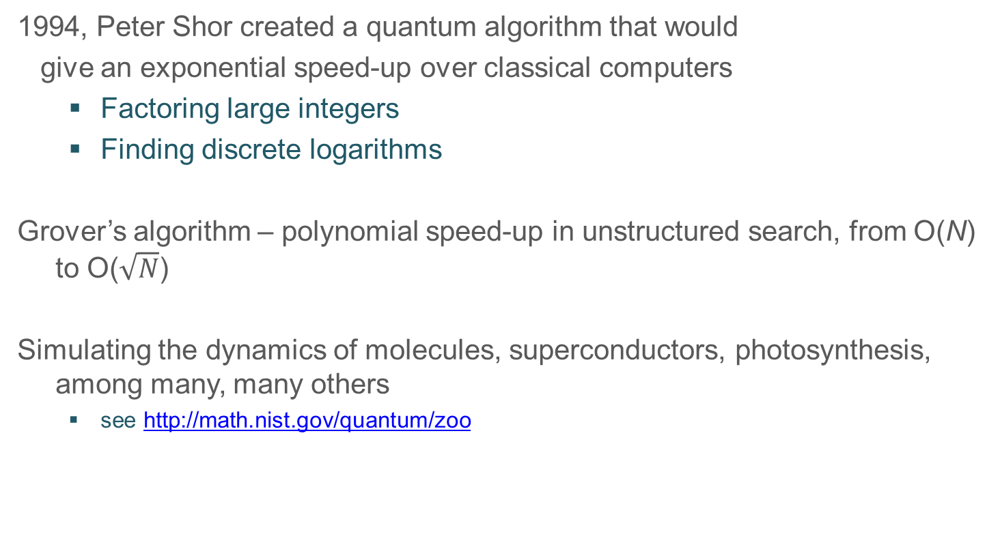 1994, Peter Shor created a quantum algorithm that would
give an exponential speed-up over classical computers
▪ Factoring large integers
▪ Finding discrete logarithms
Grover’s algorithm – polynomial speed-up in unstructured search, from O(N)
to O(√N)
Simulating the dynamics of molecules, superconductors, photosynthesis,
among many, many others
▪ see http://math.nist.gov/quantum/zoo